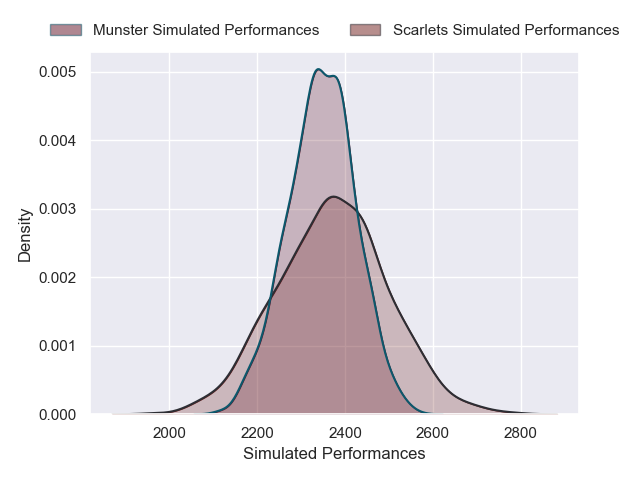 Munster Simulated Performances
Scarlets Simulated Performances
0.005
0.004
0.003
0.002
0.001
0.000
Density
2000 2200 2400 2600 2800
Simulated Performances